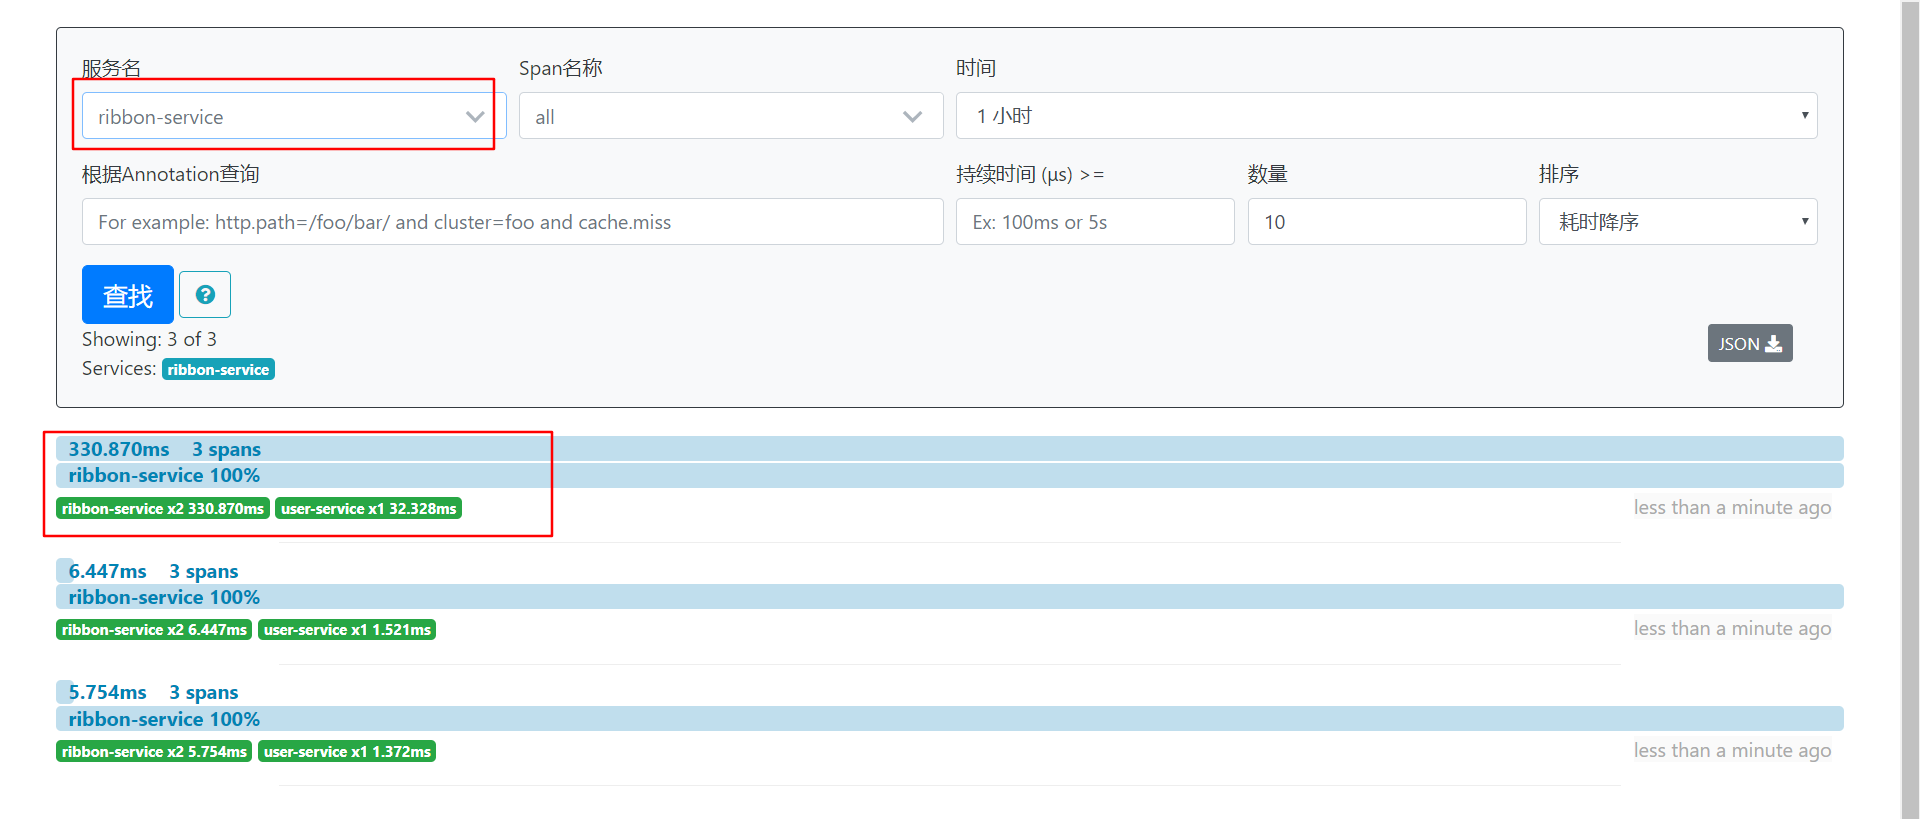 服务名 Span名称 时间
ribbon-service all 1 小时
根据Annotation查询 持续时间 (μs) >= 数量 排序
For example: http.path=/foo/bar/ and cluster=foo and cache.miss Ex: 100ms or 5s 10 耗时降序
查找
Showing: 3 of 3
JSON
Services: ribbon-service
330.870ms 3 spans
ribbon-service 100%
ribbon-service x2 330.870ms user-service x1 32.328ms less than a minute ago
6.447ms 3 spans
ribbon-service 100%
ribbon-service x2 6.447ms user-service x1 1.521ms less than a minute ago
5.754ms 3 spans
ribbon-service 100%
ribbon-service x2 5.754ms user-service x1 1.372ms less than a minute ago